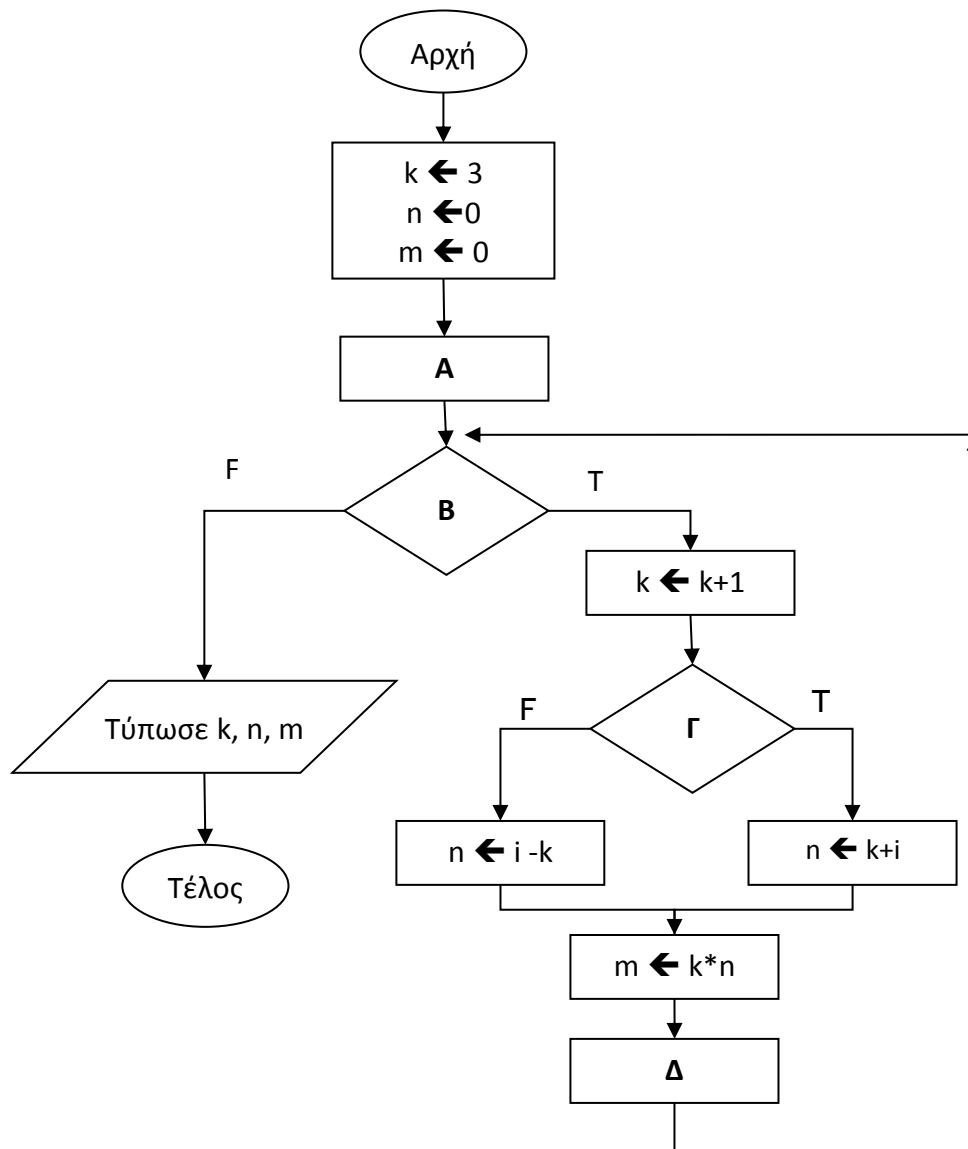 Αρχή
k 🡸 3
n 🡸0
m 🡸 0
Α
F
T
Β
k 🡸 k+1
F
T
Γ
Τύπωσε k, n, m
n 🡸 i -k
n 🡸 k+i
Τέλος
m 🡸 k*n
Δ